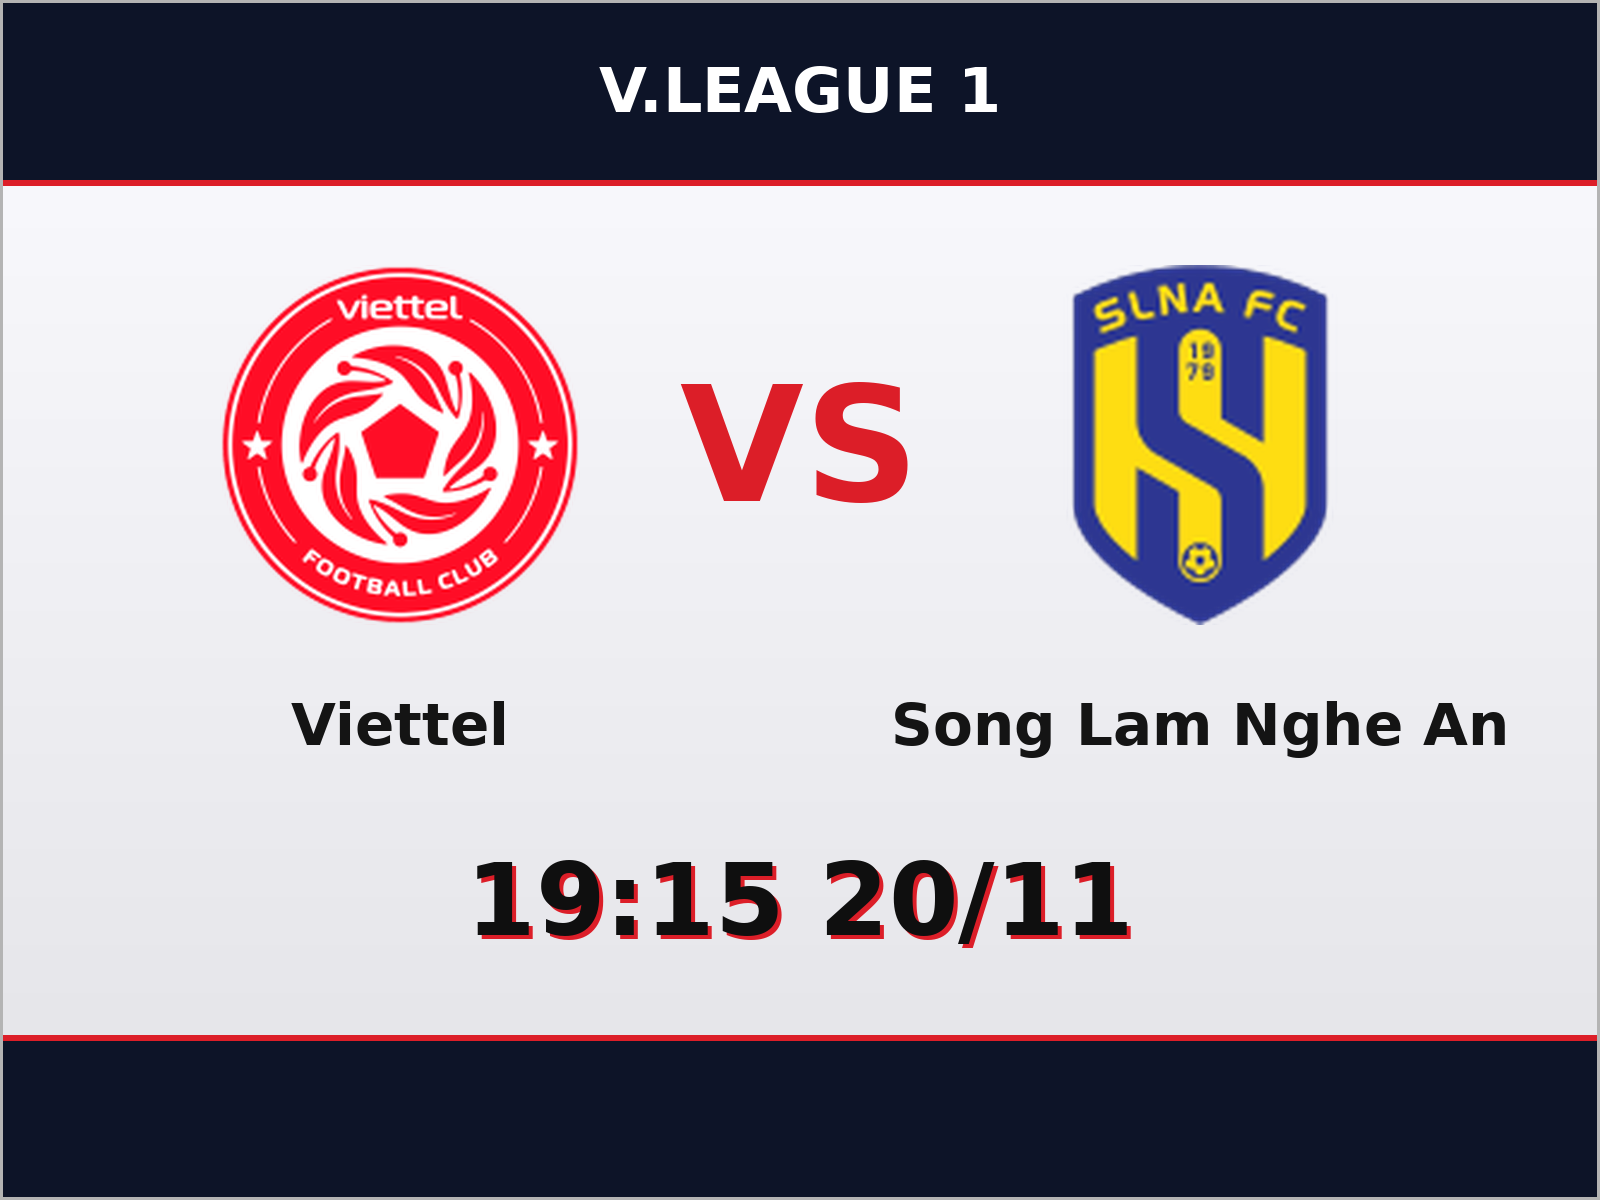 V.LEAGUE 1
viettel
FOOTBALL CLUB
VS
SLNA FC
19
79
Viettel
Song Lam Nghe An
19:15 20/11